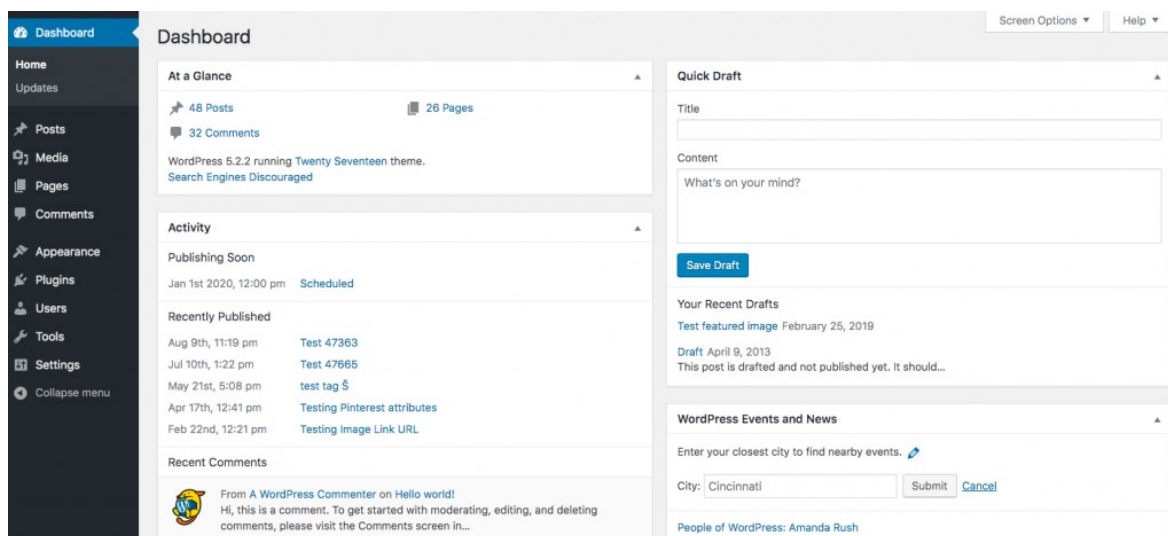 Dashboard
Home
Updates
Posts
Media
Pages
Comments
Appearance
Plugins
Users
Tools
Settings
Collapse menu
Screen Options
Help
Dashboard
At a Glance
48 Posts
26 Pages
32 Comments
WordPress 5.2.2 running Twenty Seventeen theme.
Search Engines Discouraged
Activity
Publishing Soon
Jan 1st 2020, 12:00 pm Scheduled
Recently Published
Aug 9th, 11:19 pm Test 47363
Jul 10th, 1:22 pm Test 47665
May 21st, 5:08 pm test tag Š
Apr 17th, 12:41 pm Testing Pinterest attributes
Feb 22nd, 12:21 pm Testing Image Link URL
Recent Comments
From A WordPress Commenter on Hello world!
Hi, this is a comment. To get started with moderating, editing, and deleting
comments, please visit the Comments screen in...
Quick Draft
Title
Content
What's on your mind?
Save Draft
Your Recent Drafts
Test featured image February 25, 2019
Draft April 9, 2013
This post is drafted and not published yet. It should...
WordPress Events and News
Enter your closest city to find nearby events.
City: Cincinnati Submit Cancel
People of WordPress: Amanda Rush